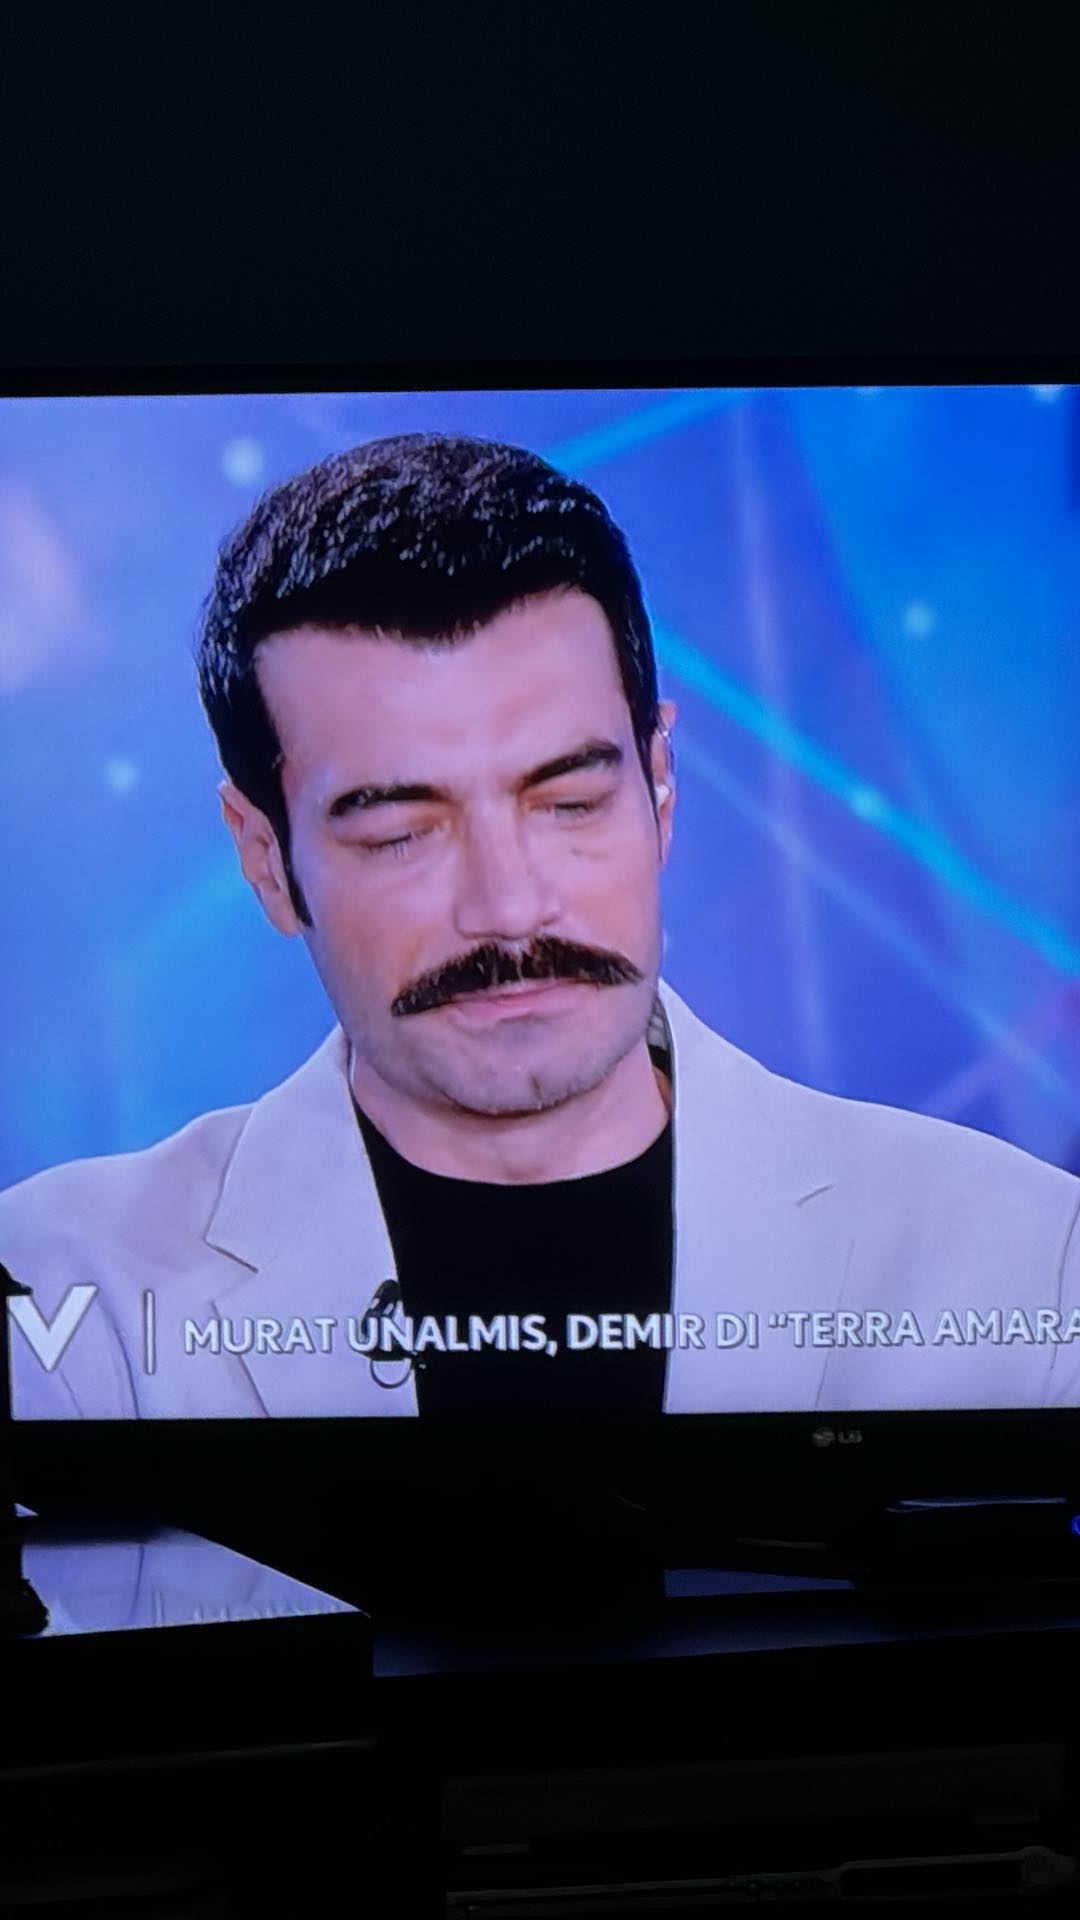 V | MURAT UNALMIS, DEMIR DI "TERRA AMARA
LG